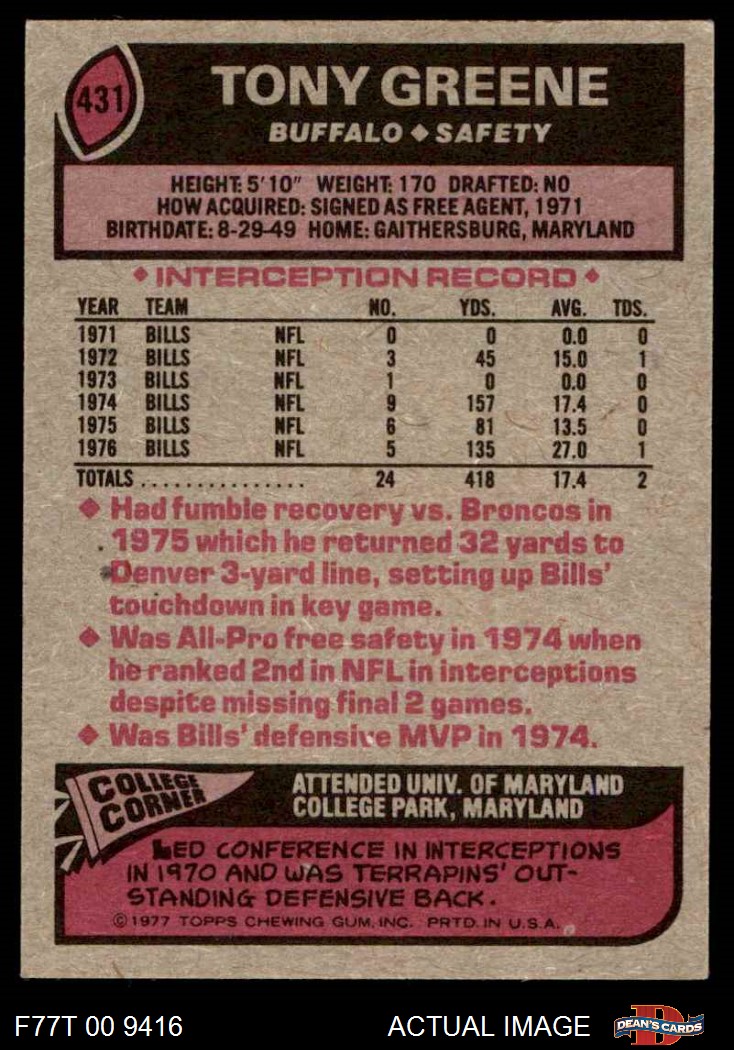 431
TONY GREENE
BUFFALO ◆ SAFETY
HEIGHT: 5'10" WEIGHT: 170 DRAFTED: NO
HOW ACQUIRED: SIGNED AS FREE AGENT, 1971
BIRTHDATE: 8-29-49 HOME: GAITHERSBURG, MARYLAND
◆ INTERCEPTION RECORD ◆
YEAR TEAM NO. YDS. AVG. TDS.
1971 BILLS NFL 0 0 0.0 0
1972 BILLS NFL 3 45 15.0 1
1973 BILLS NFL 1 0 0.0 0
1974 BILLS NFL 9 157 17.4 0
1975 BILLS NFL 6 81 13.5 0
1976 BILLS NFL 5 135 27.0 1
TOTALS ............... 24 418 17.4 2
◆ Had fumble recovery vs. Broncos in
1975 which he returned 32 yards to
Denver 3-yard line, setting up Bills'
touchdown in key game.
◆ Was All-Pro free safety in 1974 when
he ranked 2nd in NFL in interceptions
despite missing final 2 games.
◆ Was Bills' defensive MVP in 1974.
COLLEGE
CORNER
ATTENDED UNIV. OF MARYLAND
COLLEGE PARK, MARYLAND
LED CONFERENCE IN INTERCEPTIONS
IN 1970 AND WAS TERRAPINS' OUT-
STANDING DEFENSIVE BACK.
©1977 TOPPS CHEWING GUM, INC. PRTD. IN U.S.A.
F77T 00 9416 ACTUAL IMAGE
D
DEAN'S CARDS